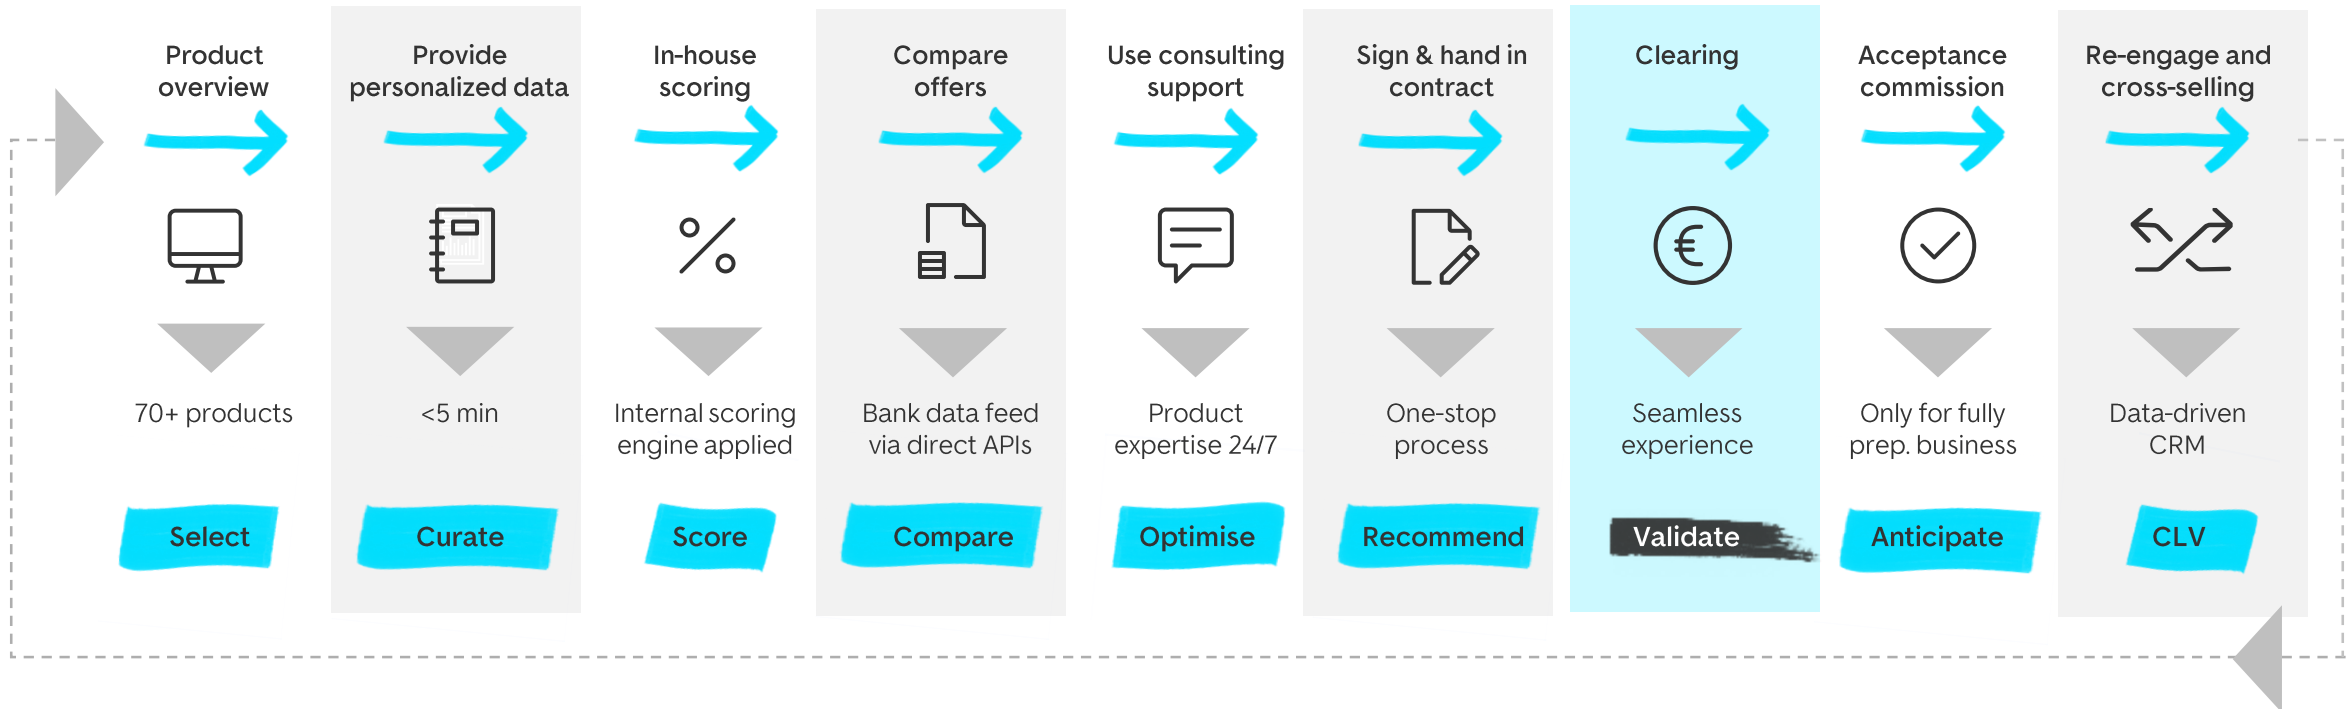 Product
overview
70+ products
Select
Provide
personalized data
<5 min
Curate
In-house
scoring
Internal scoring
engine applied
Score
Compare
offers
Bank data feed
via direct APIs
Compare
Use consulting
support
Product
expertise 24/7
Optimise
Sign & hand in
contract
One-stop
process
Recommend
Clearing
€
Seamless
experience
Validate
Acceptance
commission
Only for fully
prep. business
Anticipate
Re-engage and
cross-selling
Data-driven
CRM
CLV